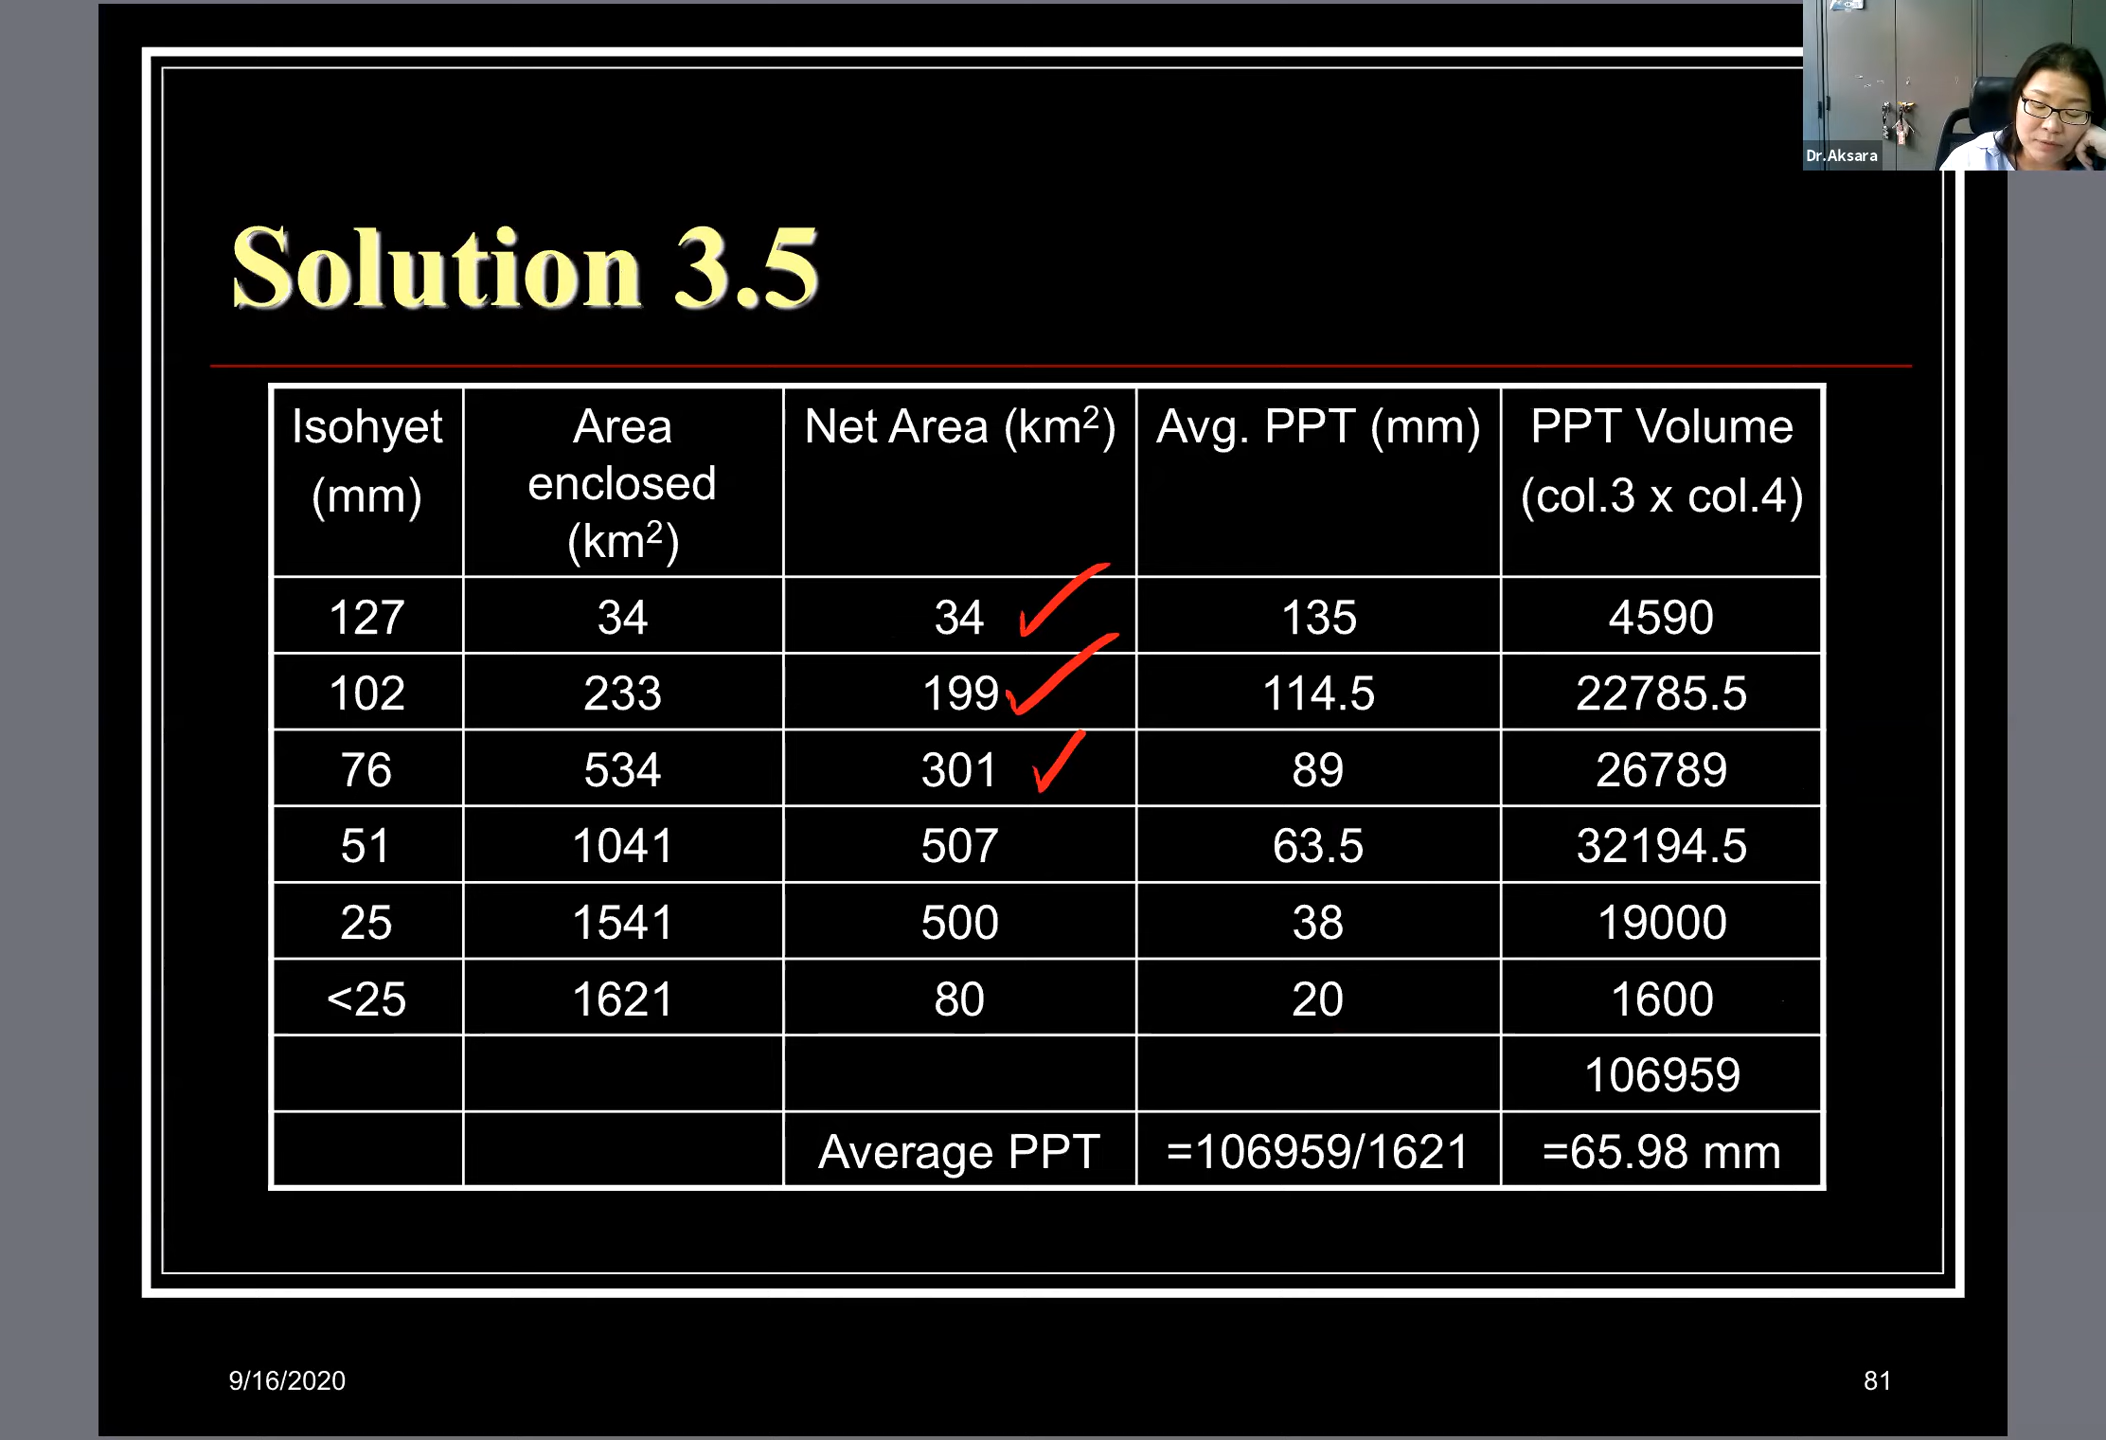 Dr.Aksara
Solution 3.5
Isohyet (mm) Area enclosed (km²) Net Area (km²) Avg. PPT (mm) PPT Volume (col.3 x col.4)
127 34 34 135 4590
102 233 199 114.5 22785.5
76 534 301 89 26789
51 1041 507 63.5 32194.5
25 1541 500 38 19000
<25 1621 80 20 1600
106959
Average PPT =106959/1621 =65.98 mm
9/16/2020
81